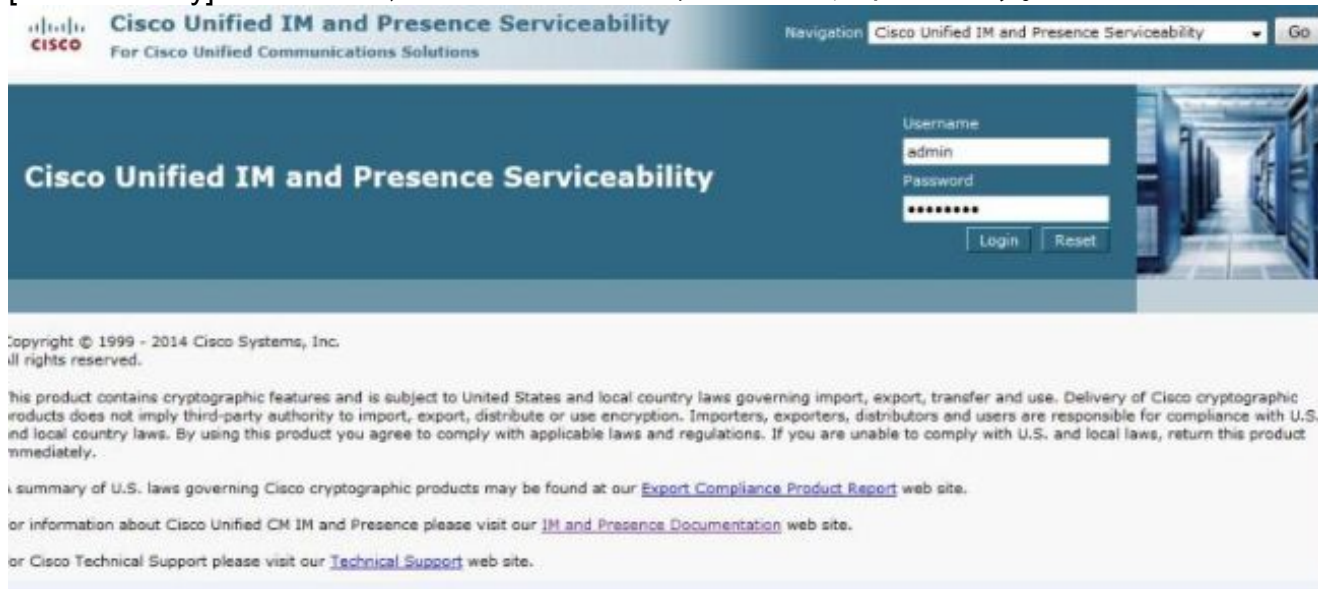 Cisco Unified IM and Presence Serviceability
CISCO
For Cisco Unified Communications Solutions
Navigation Cisco Unified IM and Presence Serviceability Go
Username
admin
Cisco Unified IM and Presence Serviceability
Password
••••••••
Login Reset
Copyright © 1999 - 2014 Cisco Systems, Inc.
All rights reserved.
This product contains cryptographic features and is subject to United States and local country laws governing import, export, transfer and use. Delivery of Cisco cryptographic
products does not imply third-party authority to import, export, distribute or use encryption. Importers, exporters, distributors and users are responsible for compliance with U.S.
and local country laws. By using this product you agree to comply with applicable laws and regulations. If you are unable to comply with U.S. and local laws, return this product
immediately.
A summary of U.S. laws governing Cisco cryptographic products may be found at our Export Compliance Product Report web site.
For information about Cisco Unified CM IM and Presence please visit our IM and Presence Documentation web site.
For Cisco Technical Support please visit our Technical Support web site.